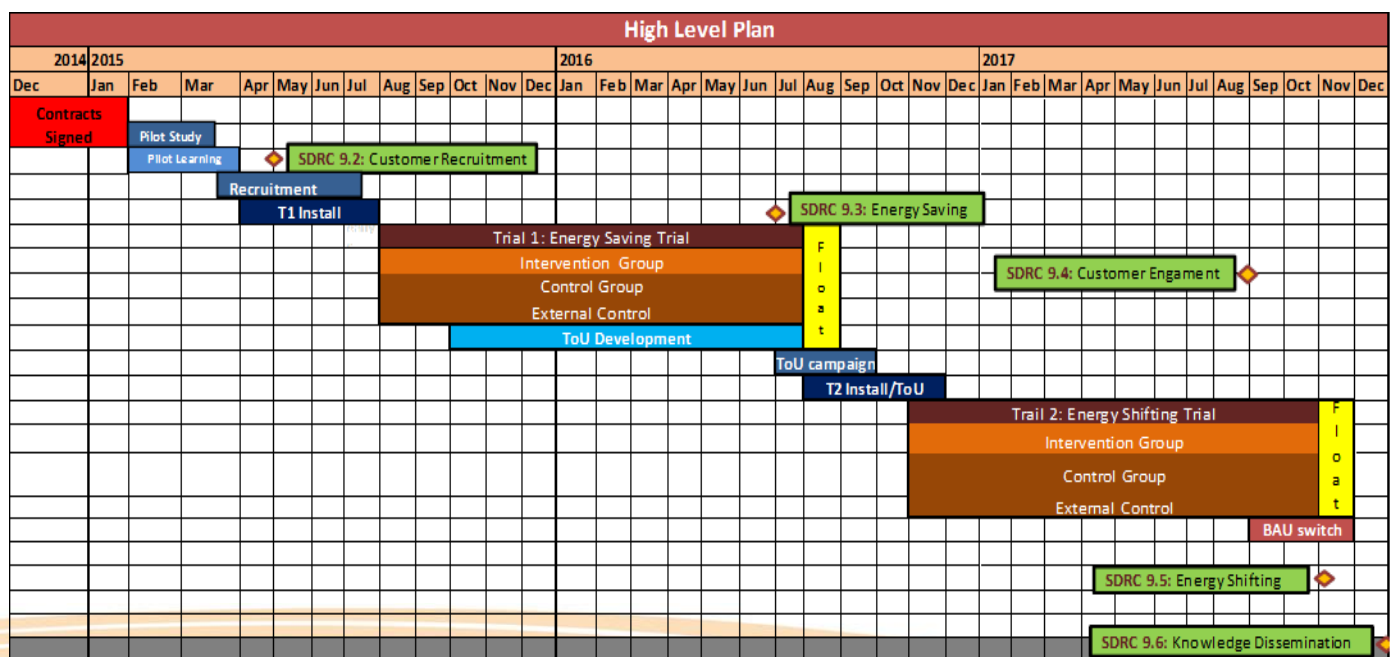 High Level Plan
2014 2015 2016 2017
Dec Jan Feb Mar Apr May Jun Jul Aug Sep Oct Nov Dec Jan Feb Mar Apr May Jun Jul Aug Sep Oct Nov Dec Jan Feb Mar Apr May Jun Jul Aug Sep Oct Nov Dec
Contracts
Signed
Pilot Study
Pilot Learning
SDRC 9.2: Customer Recruitment
Recruitment
T1 Install
SDRC 9.3: Energy Saving
Trial 1: Energy Saving Trial
Intervention Group
Control Group
External Control
Float
SDRC 9.4: Customer Engament
ToU Development
ToU campaign
T2 Install/ToU
Trail 2: Energy Shifting Trial
Intervention Group
Control Group
External Control
Float
BAU switch
SDRC 9.5: Energy Shifting
SDRC 9.6: Knowledge Dissemination